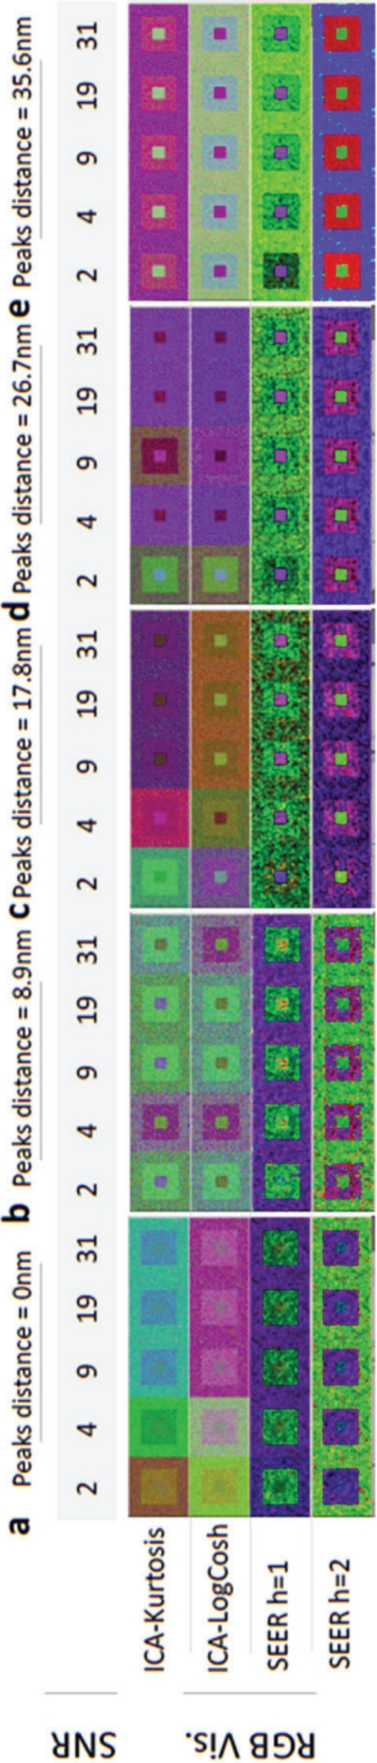 a Peaks distance = 0nm
b Peaks distance = 8.9nm
c Peaks distance = 17.8nm
d Peaks distance = 26.7nm
e Peaks distance = 35.6nm
SNR 2 4 9 19 31 2 4 9 19 31 2 4 9 19 31 2 4 9 19 31 2 4 9 19 31
RGB Vis.
ICA-Kurtosis
ICA-LogCosh
SEER h=1
SEER h=2